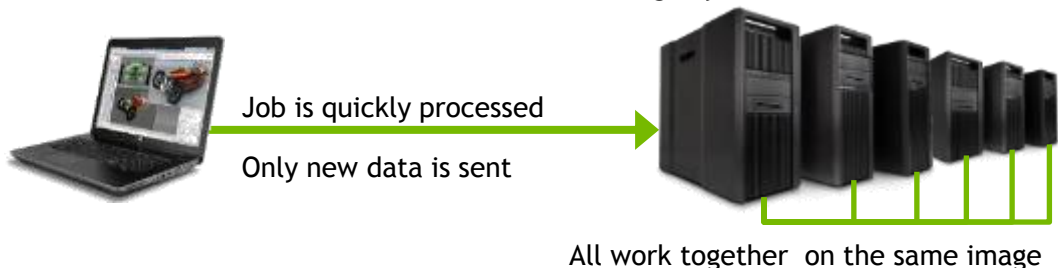 Job is quickly processed
Only new data is sent
All work together on the same image